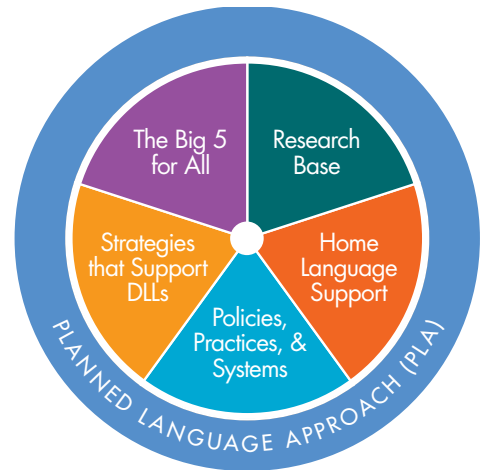 The Big 5
for All
Research
Base
Strategies
that Support
DLLs
Home
Language
Support
Policies,
Practices, &
Systems
PLANNED LANGUAGE APPROACH (PLA)